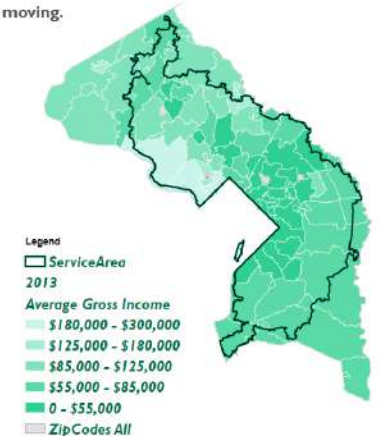 moving.
Legend
ServiceArea
2013
Average Gross Income
$180,000 - $300,000
$125,000 - $180,000
$85,000 - $125,000
$55,000 - $85,000
0 - $55,000
ZipCodes All